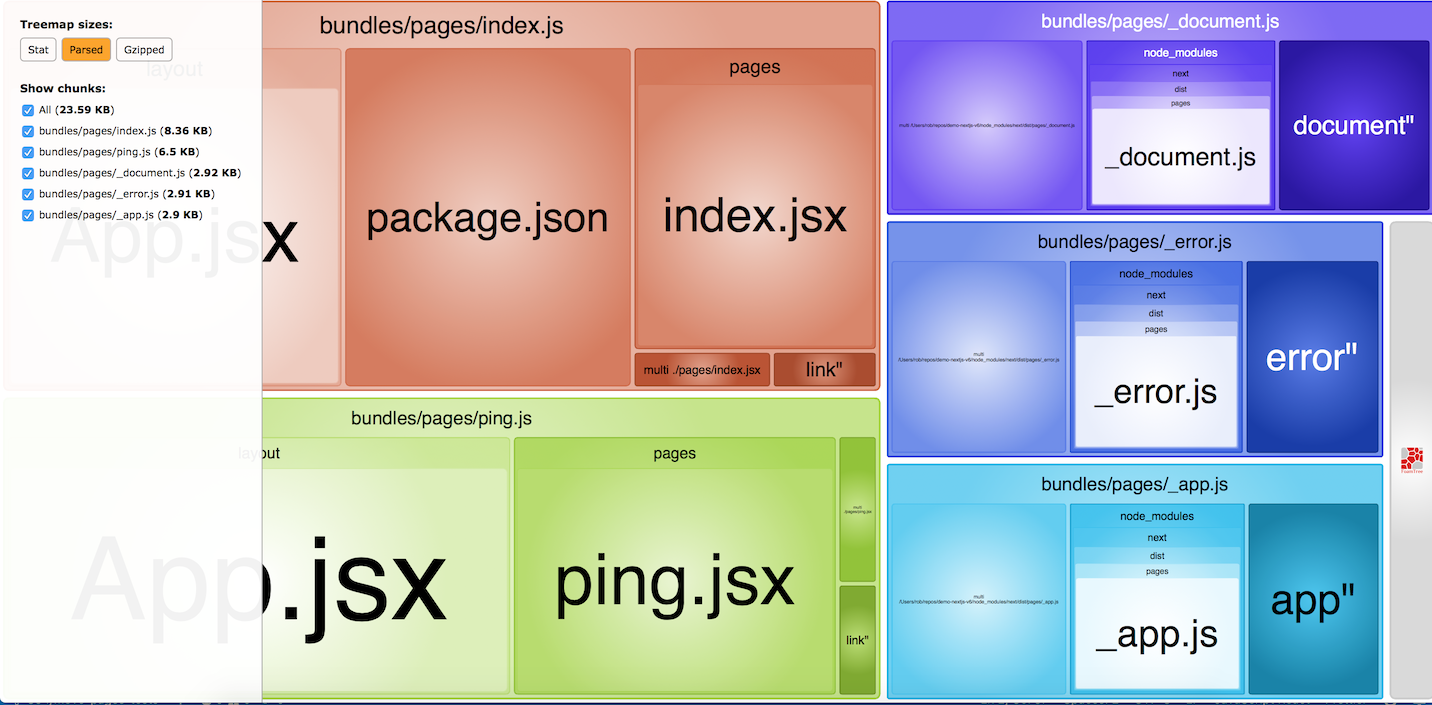 Treemap sizes:
Stat
Parsed
Gzipped
Show chunks:
All (23.59 KB)
bundles/pages/index.js (8.36 KB)
bundles/pages/ping.js (6.5 KB)
bundles/pages/_document.js (2.92 KB)
bundles/pages/_error.js (2.91 KB)
bundles/pages/_app.js (2.9 KB)
bundles/pages/index.js
layout
App.jsx
package.json
pages
index.jsx
multi ./pages/index.jsx
link"
bundles/pages/ping.js
layout
App.jsx
pages
ping.jsx
multi
./pages/ping.jsx
link"
bundles/pages/_document.js
multi /Users/rob/repos/demo-nextjs-v6/node_modules/next/dist/pages/_document.js
node_modules
next
dist
pages
_document.js
document"
bundles/pages/_error.js
multi
/Users/rob/repos/demo-nextjs-v6/node_modules/next/dist/pages/_error.js
node_modules
next
dist
pages
_error.js
error"
bundles/pages/_app.js
multi
/Users/rob/repos/demo-nextjs-v6/node_modules/next/dist/pages/_app.js
node_modules
next
dist
pages
_app.js
app"
FoamTree